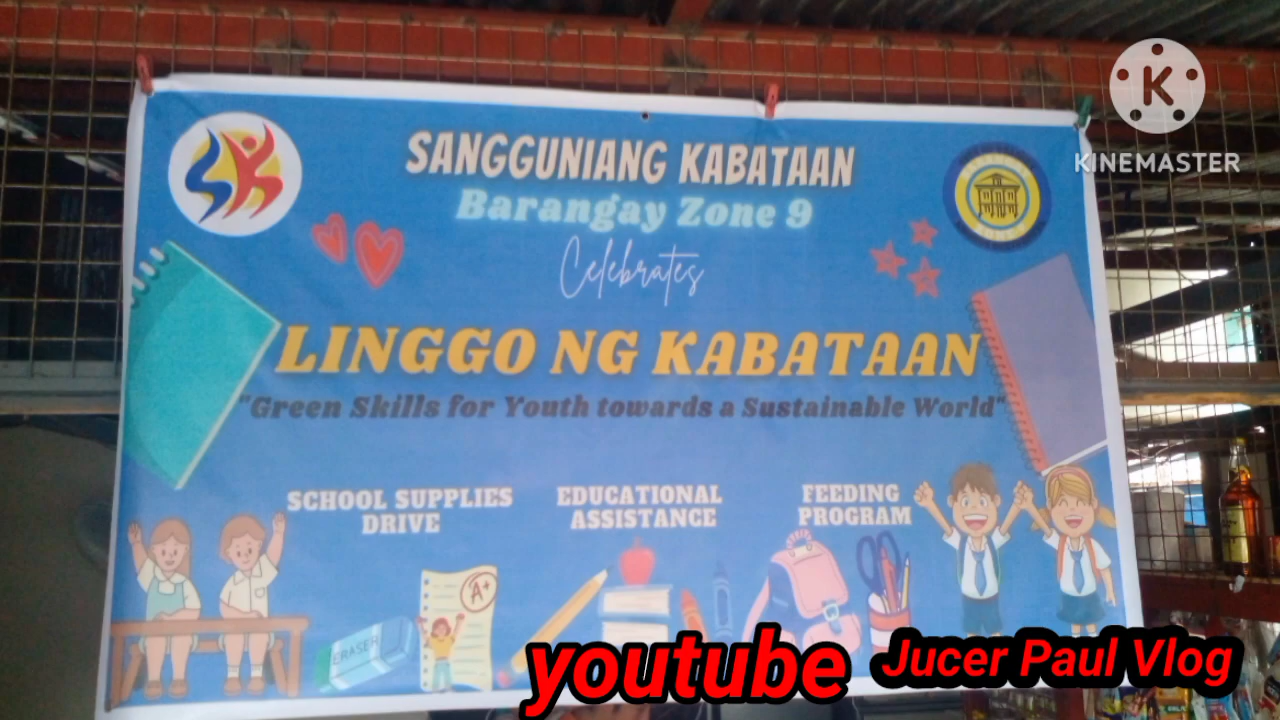 SANGGUNIANG KABATAAN
Barangay Zone 9
Celebrates
LINGGO NG KABATAAN
"Green Skills for Youth towards a Sustainable World"
SCHOOL SUPPLIES
DRIVE
EDUCATIONAL
ASSISTANCE
FEEDING
PROGRAM
A+
ERASER
K
KINEMASTER
youtube Jucer Paul Vlog